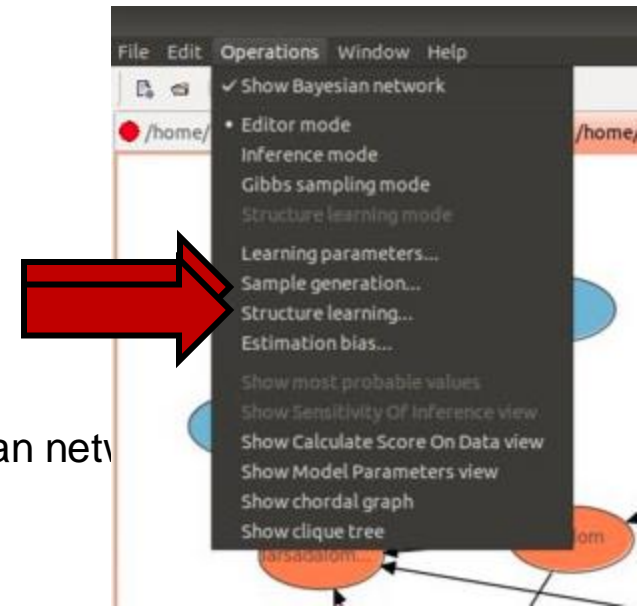 File Edit Operations Window Help
✓ Show Bayesian network
/home/
• Editor mode
/home/
Inference mode
Gibbs sampling mode
Structure learning mode
Learning parameters...
Sample generation...
Structure learning...
Estimation bias...
Show most probable values
Show Sensitivity Of Inference view
an netw
Show Calculate Score On Data view
Show Model Parameters view
Show chordal graph
Show clique tree
Tarsadalom...
om